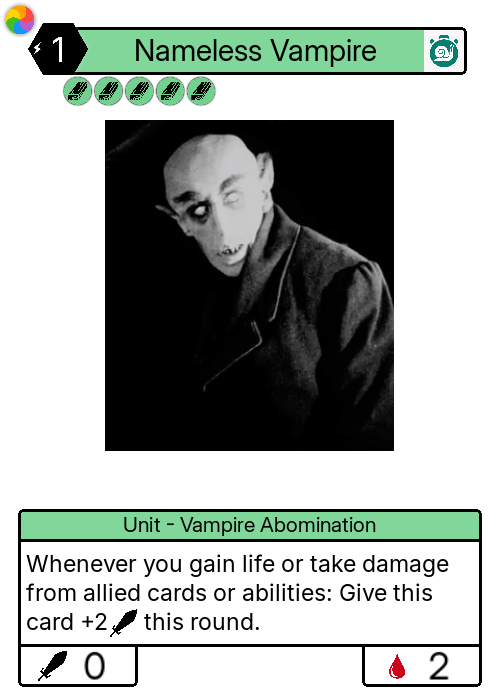 1
Nameless Vampire
Unit - Vampire Abomination
Whenever you gain life or take damage
from allied cards or abilities: Give this
card +2 this round.
0
2